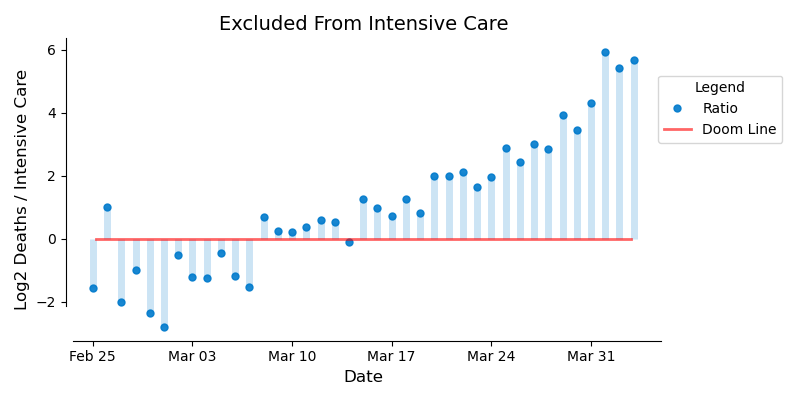 Excluded From Intensive Care
Log2 Deaths / Intensive Care
6
4
2
0
−2
Feb 25
Mar 03
Mar 10
Mar 17
Mar 24
Mar 31
Date
Legend
Ratio
Doom Line